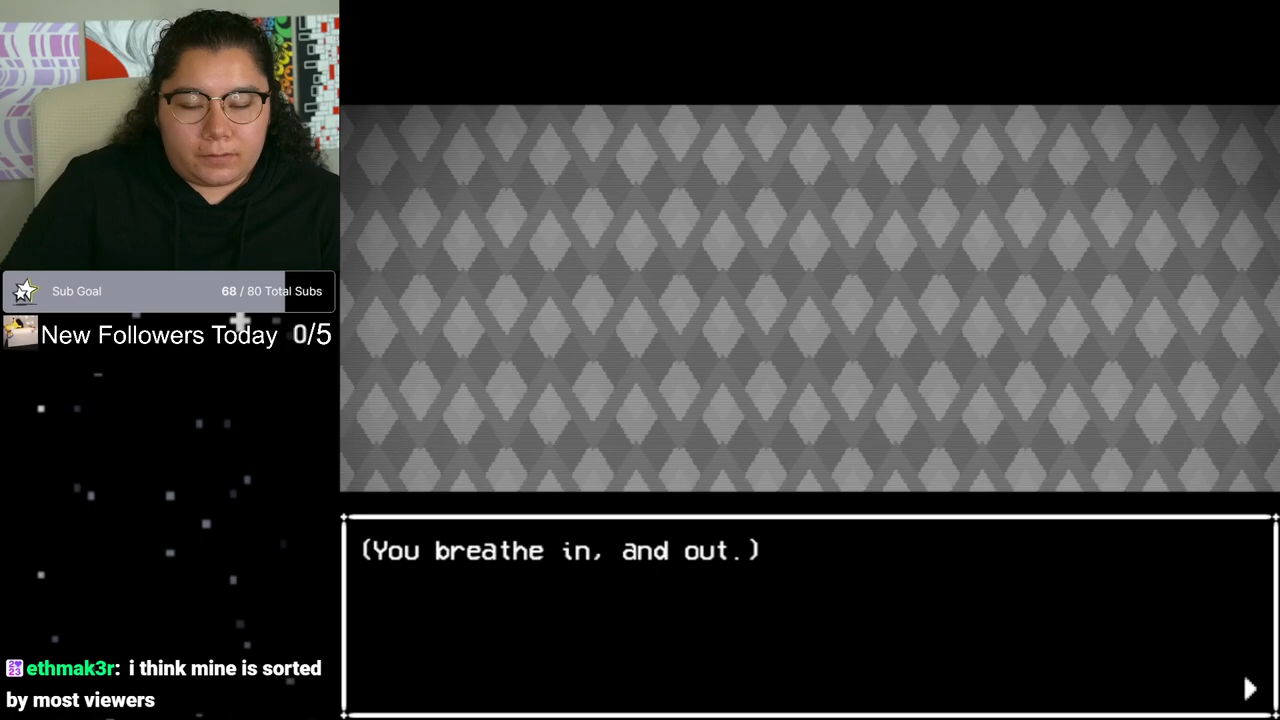 Sub Goal
68 / 80 Total Subs
New Followers Today 0/5
(You breathe in, and out.)
ethmak3r: i think mine is sorted
by most viewers